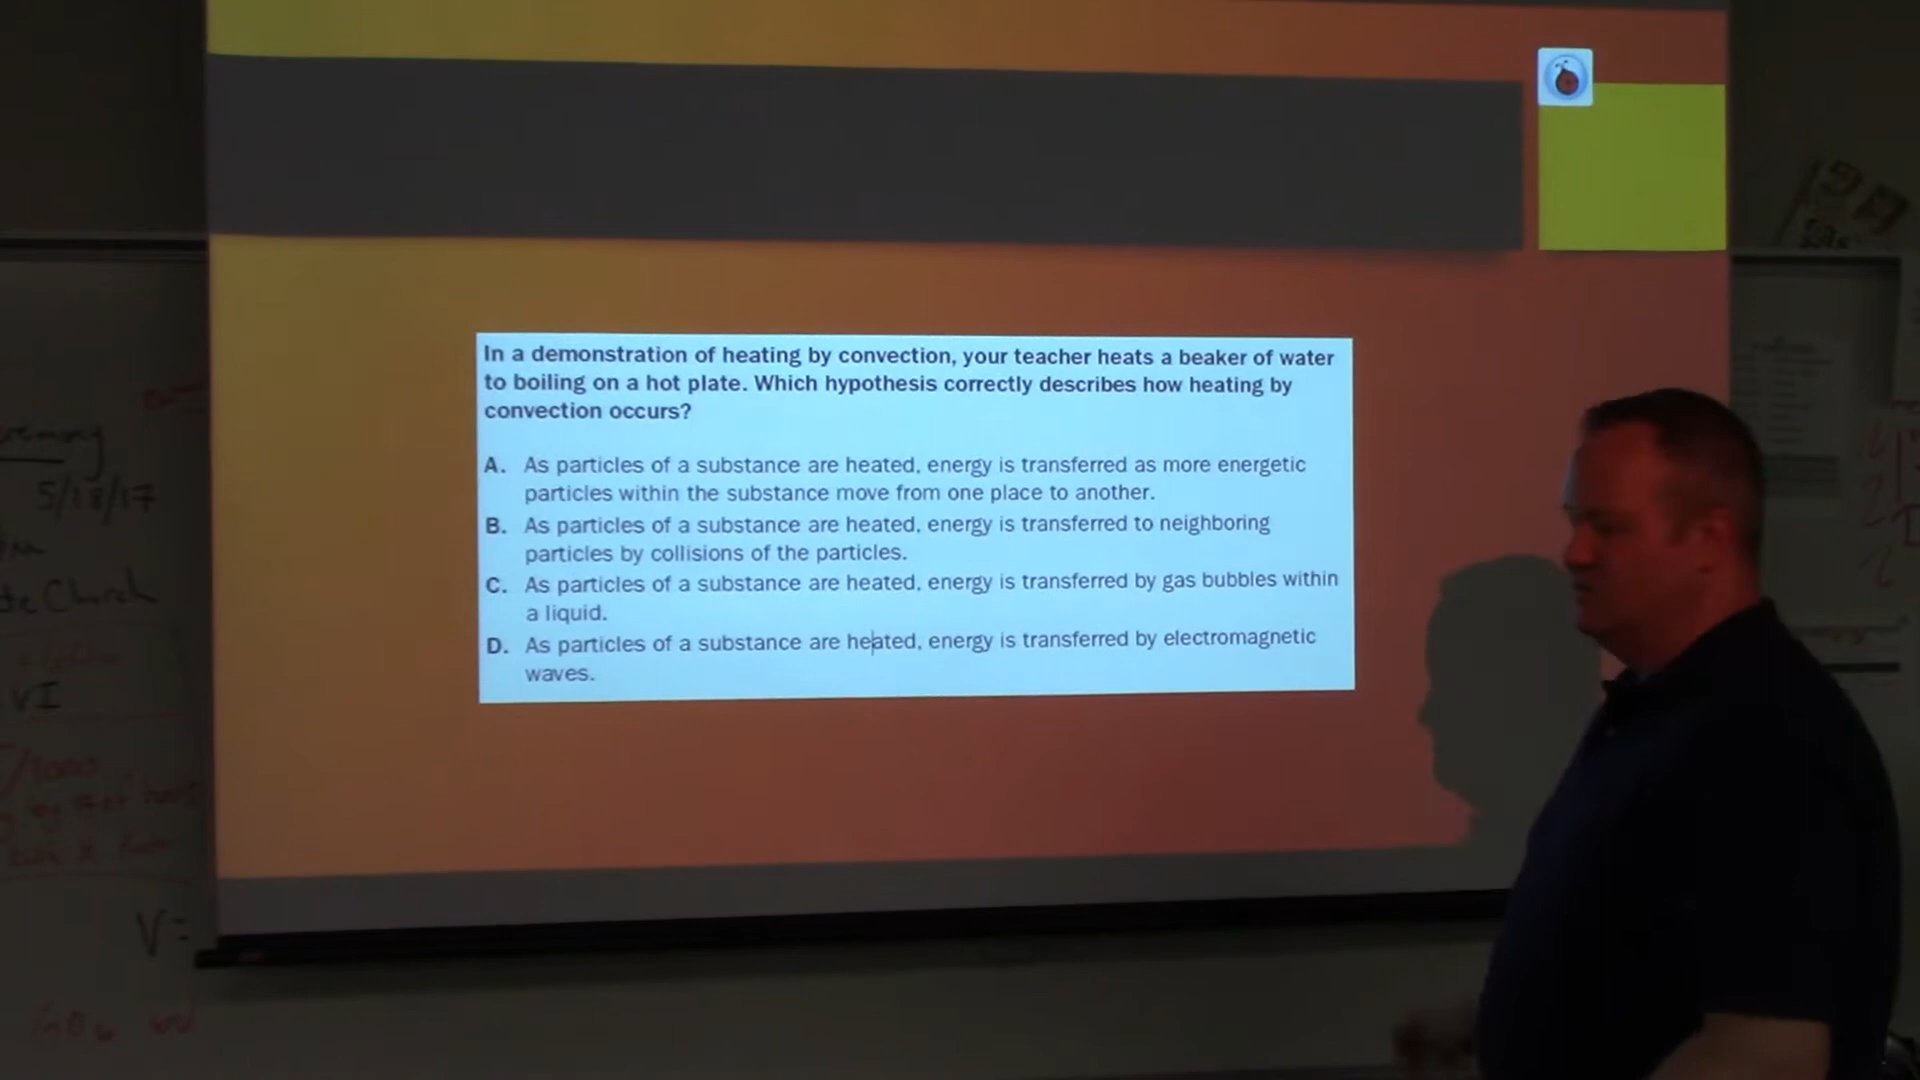 In a demonstration of heating by convection, your teacher heats a beaker of water
to boiling on a hot plate. Which hypothesis correctly describes how heating by
convection occurs?
A. As particles of a substance are heated, energy is transferred as more energetic
particles within the substance move from one place to another.
B. As particles of a substance are heated, energy is transferred to neighboring
particles by collisions of the particles.
C. As particles of a substance are heated, energy is transferred by gas bubbles within
a liquid.
D. As particles of a substance are heated, energy is transferred by electromagnetic
waves.
5/18/17
Church
VI
/1000
V=